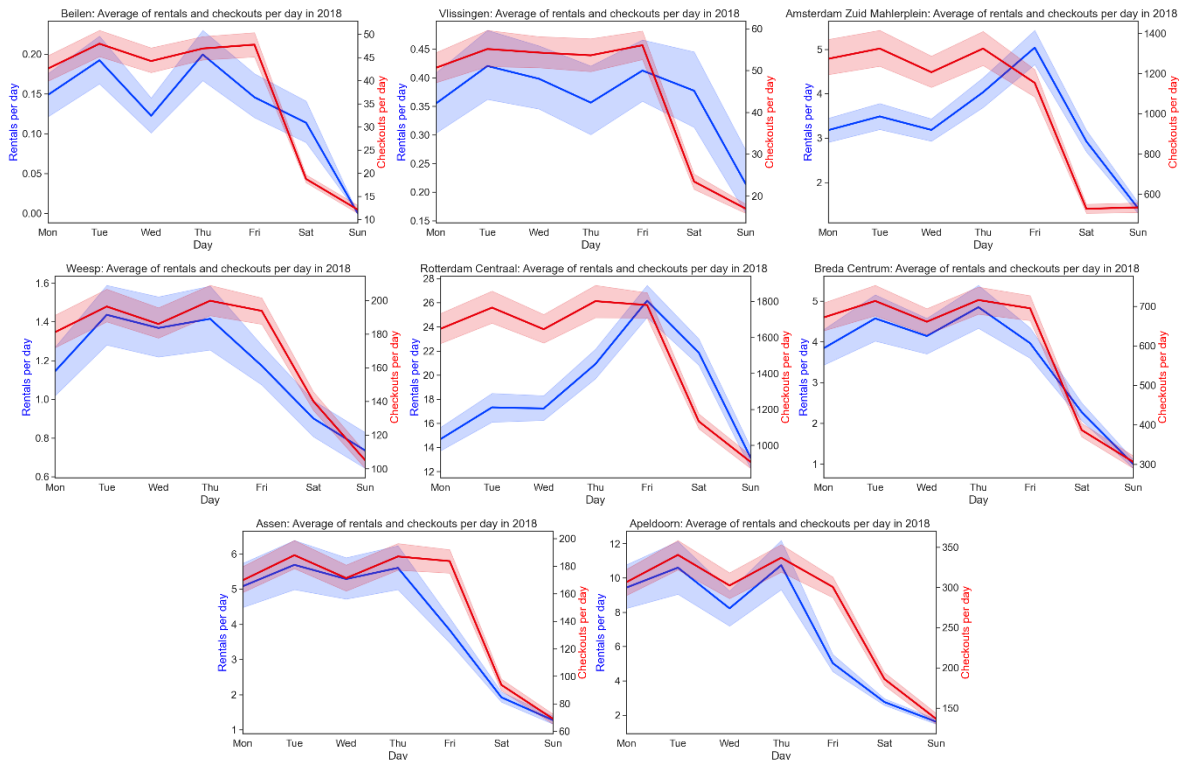 Beilen: Average of rentals and checkouts per day in 2018
Rentals per day
0.20
0.15
0.10
0.05
0.00
50
45
40
35
30
25
20
15
10
Checkouts per day
Mon Tue Wed Thu Fri Sat Sun
Day
Vlissingen: Average of rentals and checkouts per day in 2018
Rentals per day
0.45
0.40
0.35
0.30
0.25
0.20
0.15
60
50
40
30
20
Checkouts per day
Mon Tue Wed Thu Fri Sat Sun
Day
Amsterdam Zuid Mahlerplein: Average of rentals and checkouts per day in 2018
Rentals per day
5
4
3
2
1400
1200
1000
800
600
Checkouts per day
Mon Tue Wed Thu Fri Sat Sun
Day
Weesp: Average of rentals and checkouts per day in 2018
Rentals per day
1.6
1.4
1.2
1.0
0.8
0.6
200
180
160
140
120
100
Checkouts per day
Mon Tue Wed Thu Fri Sat Sun
Day
Rotterdam Centraal: Average of rentals and checkouts per day in 2018
Rentals per day
28
26
24
22
20
18
16
14
12
1800
1600
1400
1200
1000
Checkouts per day
Mon Tue Wed Thu Fri Sat Sun
Day
Breda Centrum: Average of rentals and checkouts per day in 2018
Rentals per day
5
4
3
2
1
700
600
500
400
300
Checkouts per day
Mon Tue Wed Thu Fri Sat Sun
Day
Assen: Average of rentals and checkouts per day in 2018
Rentals per day
6
5
4
3
2
1
200
180
160
140
120
100
80
60
Checkouts per day
Mon Tue Wed Thu Fri Sat Sun
Day
Apeldoorn: Average of rentals and checkouts per day in 2018
Rentals per day
12
10
8
6
4
2
350
300
250
200
150
Checkouts per day
Mon Tue Wed Thu Fri Sat Sun
Day